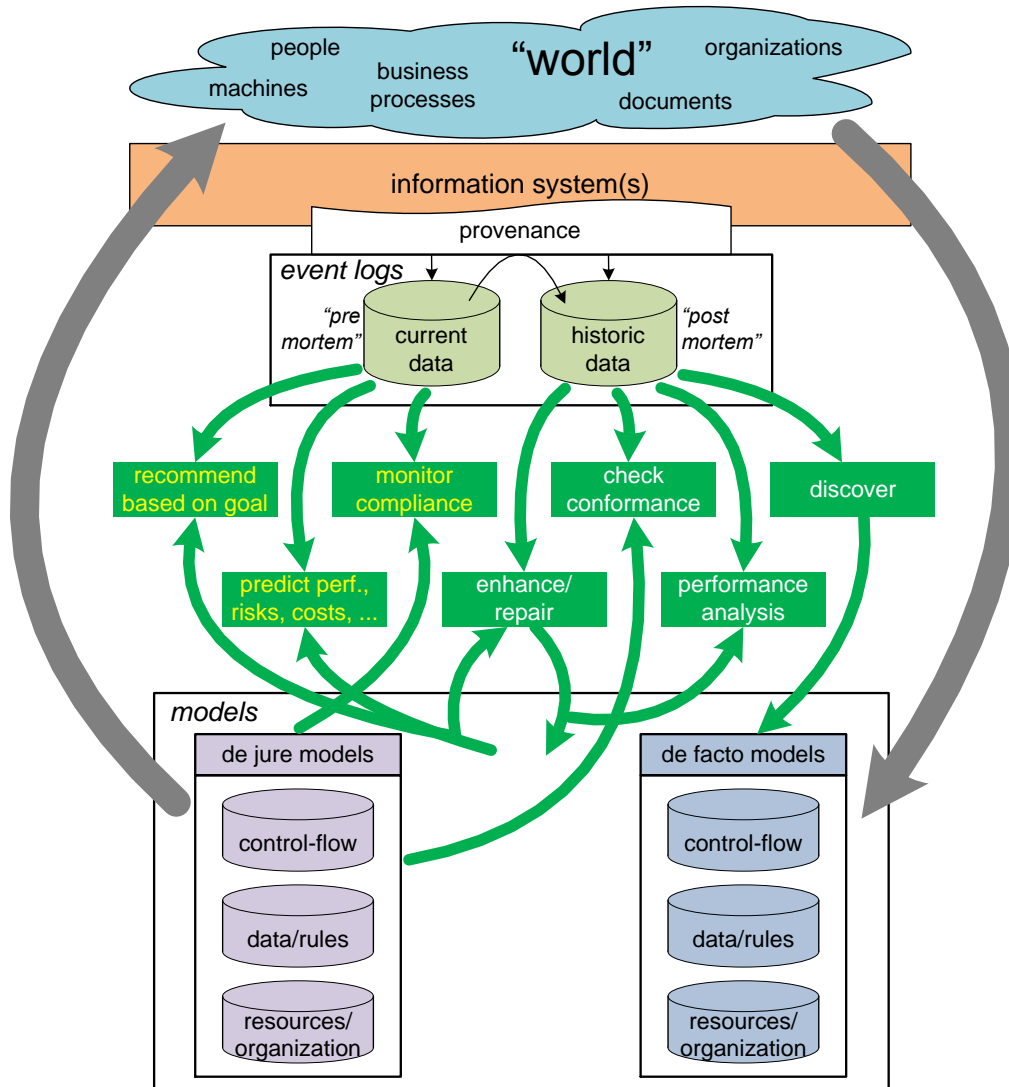 people
“world”
organizations
machines
business
processes
documents
information system(s)
provenance
event logs
“pre
mortem”
current
data
historic
data
“post
mortem”
recommend
based on goal
monitor
compliance
check
conformance
discover
predict perf.,
risks, costs, ...
enhance/
repair
performance
analysis
models
de jure models
de facto models
control-flow
control-flow
data/rules
data/rules
resources/
organization
resources/
organization